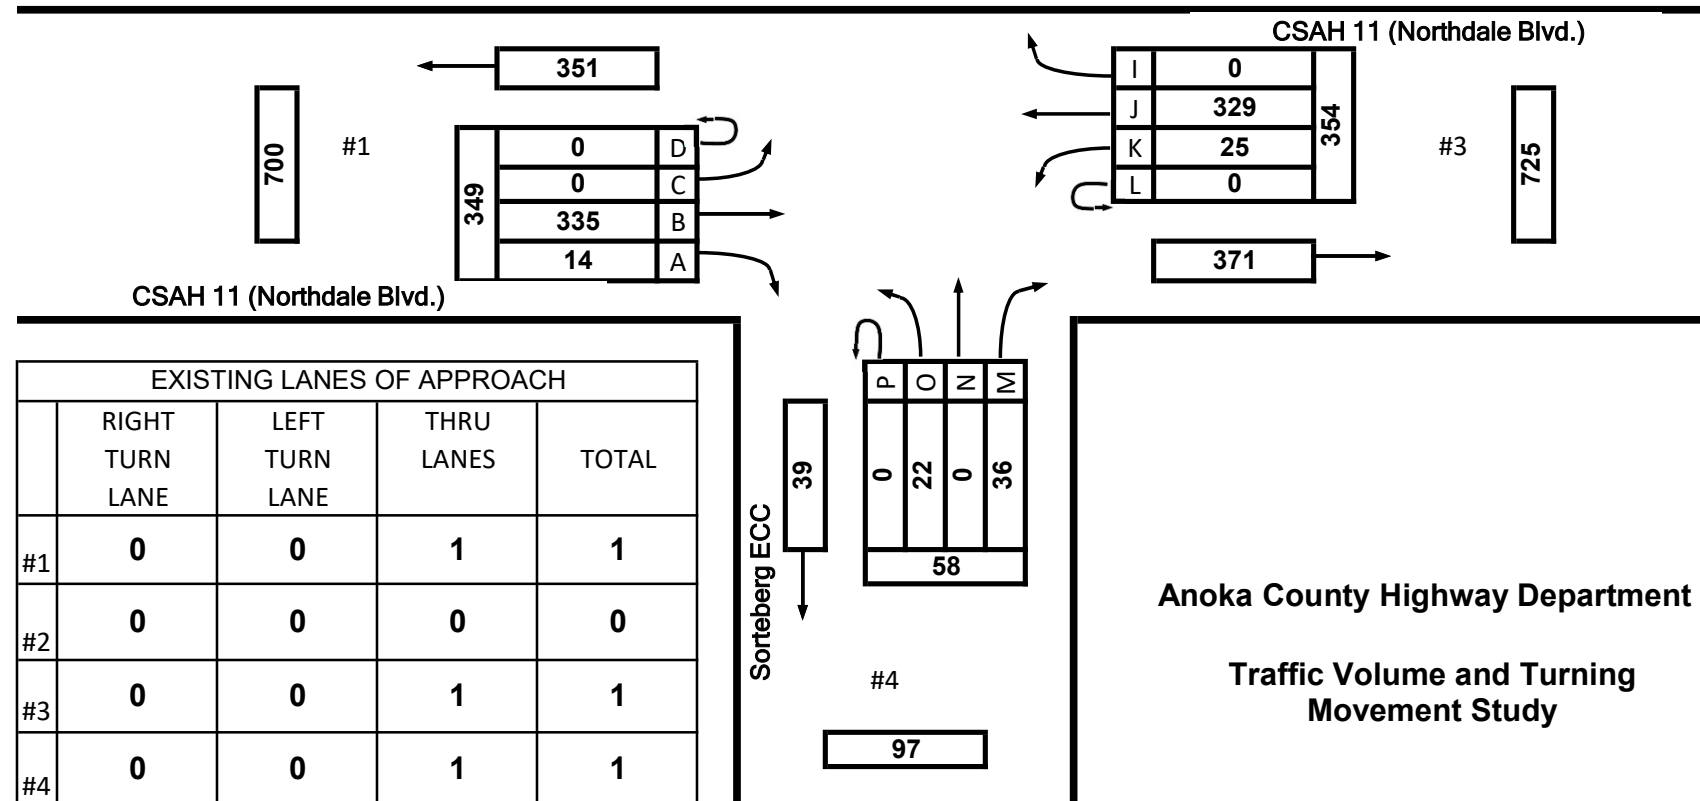 CSAH 11 (Northdale Blvd.)
351
700
#1
349
0 D
0 C
335 B
14 A
CSAH 11 (Northdale Blvd.)
I 0
J 329
K 25
L 0
354
#3
725
371
P O N M
0 22 0 36
58
39
Sorteberg ECC
#4
97
EXISTING LANES OF APPROACH
RIGHT TURN LANE
LEFT TURN LANE
THRU LANES
TOTAL
#1 0 0 1 1
#2 0 0 0 0
#3 0 0 1 1
#4 0 0 1 1
Anoka County Highway Department
Traffic Volume and Turning
Movement Study